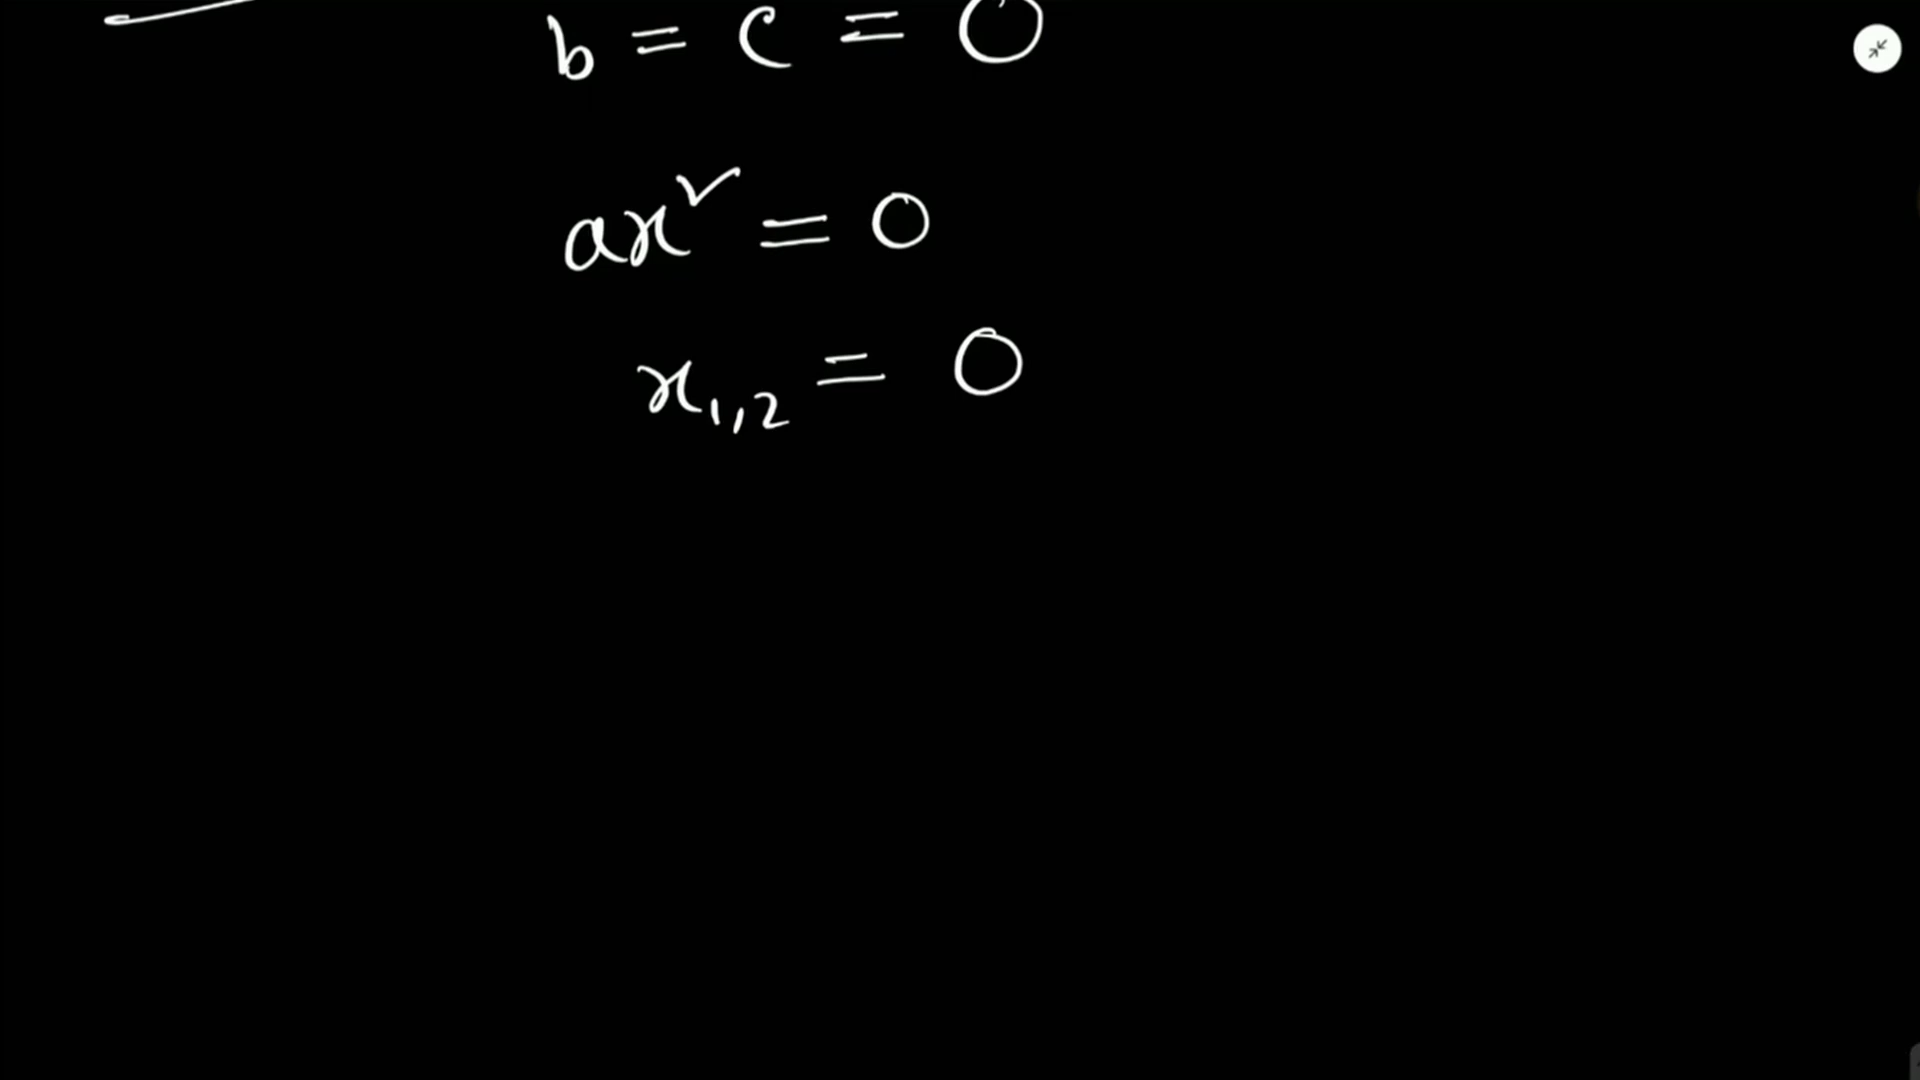 b = c = 0
ax² = 0
x₁,₂ = 0